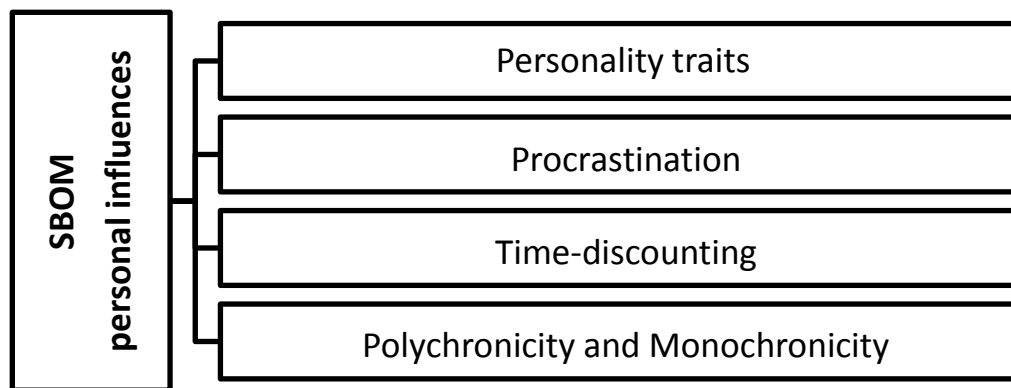 SBOM
personal influences
Personality traits
Procrastination
Time-discounting
Polychronicity and Monochronicity